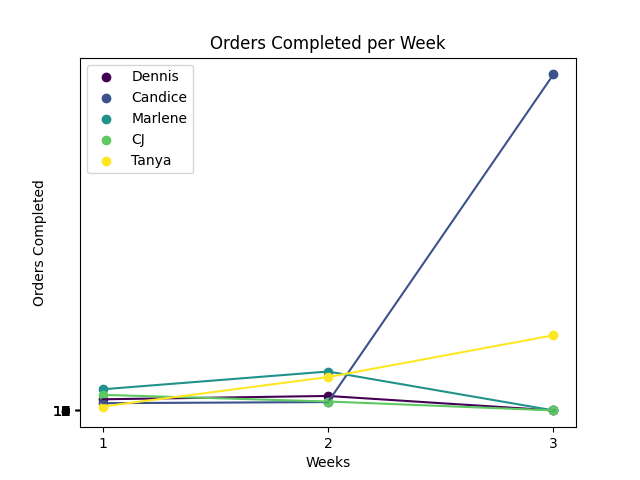 Orders Completed per Week
Dennis
Candice
Marlene
CJ
Tanya
Orders Completed
1
2
3
Weeks